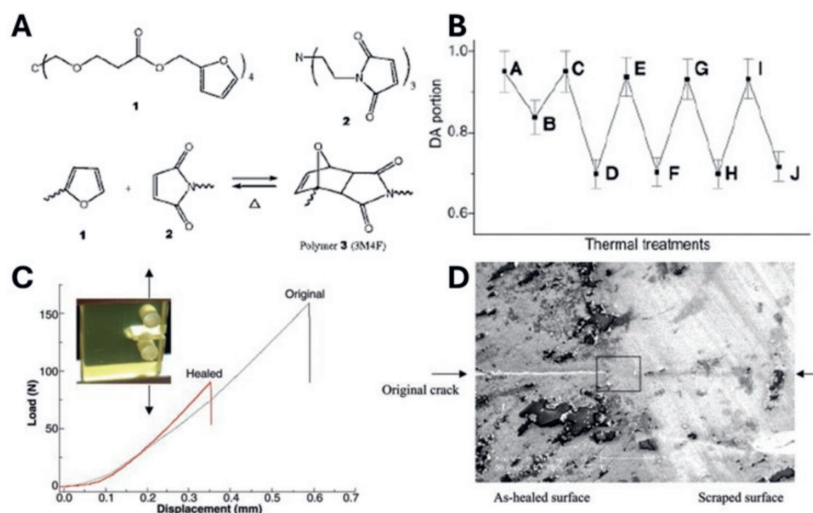 A
C
O
O
O
O
4
1
N
N
O
O
3
2
O
+
O
N
O
Δ
O
O
N
O
1
2
Polymer 3 (3M4F)
B
DA portion
1.0
0.8
0.6
A
B
C
D
E
F
G
H
I
J
Thermal treatments
C
Load (N)
150
100
50
0
0.0 0.1 0.2 0.3 0.4 0.5 0.6 0.7
Displacement (mm)
Original
Healed
D
Original crack
As-healed surface
Scraped surface